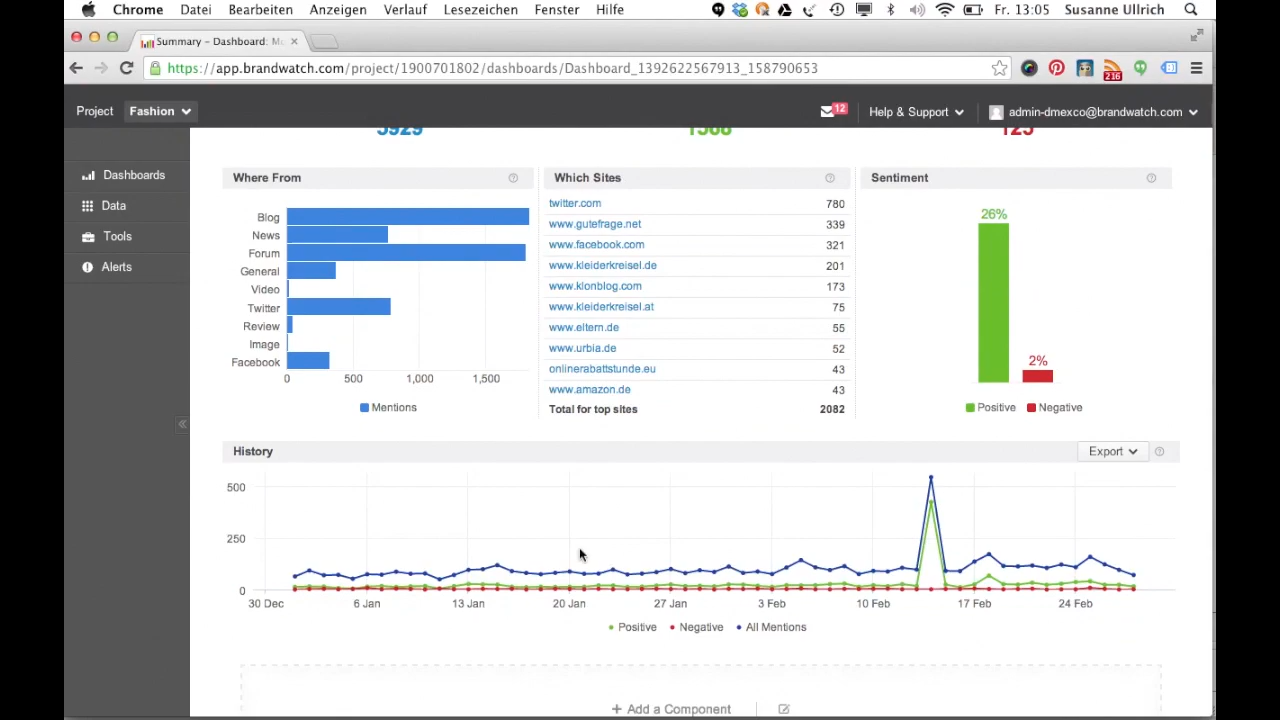 Chrome Datei Bearbeiten Anzeigen Verlauf Lesezeichen Fenster Hilfe Fr. 13:05 Susanne Ullrich
Summary – Dashboard: M
https://app.brandwatch.com/project/1900701802/dashboards/Dashboard_1392622567913_158790653
216
Project Fashion 12 Help & Support admin-dmexco@brandwatch.com
Dashboards
Data
Tools
Alerts
Where From
Blog
News
Forum
General
Video
Twitter
Review
Image
Facebook
0 500 1,000 1,500
Mentions
Which Sites
twitter.com 780
www.gutefrage.net 339
www.facebook.com 321
www.kleiderkreisel.de 201
www.klonblog.com 173
www.kleiderkreisel.at 75
www.eltern.de 55
www.urbia.de 52
onlinerabattstunde.eu 43
www.amazon.de 43
Total for top sites 2082
Sentiment
26%
2%
Positive Negative
History Export
500
250
0
30 Dec 6 Jan 13 Jan 20 Jan 27 Jan 3 Feb 10 Feb 17 Feb 24 Feb
Positive Negative All Mentions
+ Add a Component